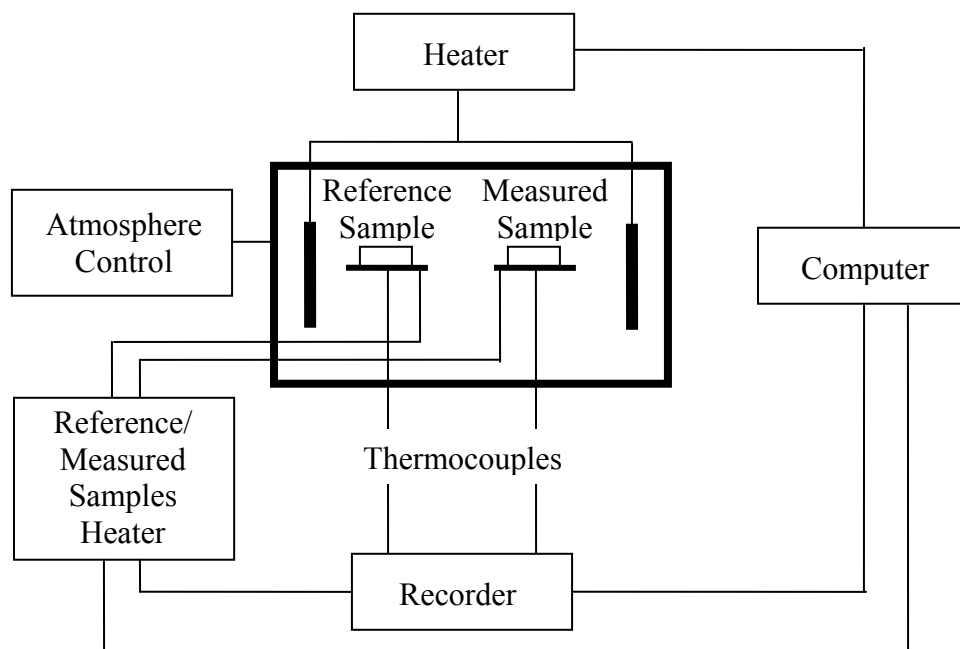 Heater
Reference
Sample
Measured
Sample
Atmosphere
Control
Computer
Reference/
Measured
Samples
Heater
Thermocouples
Recorder